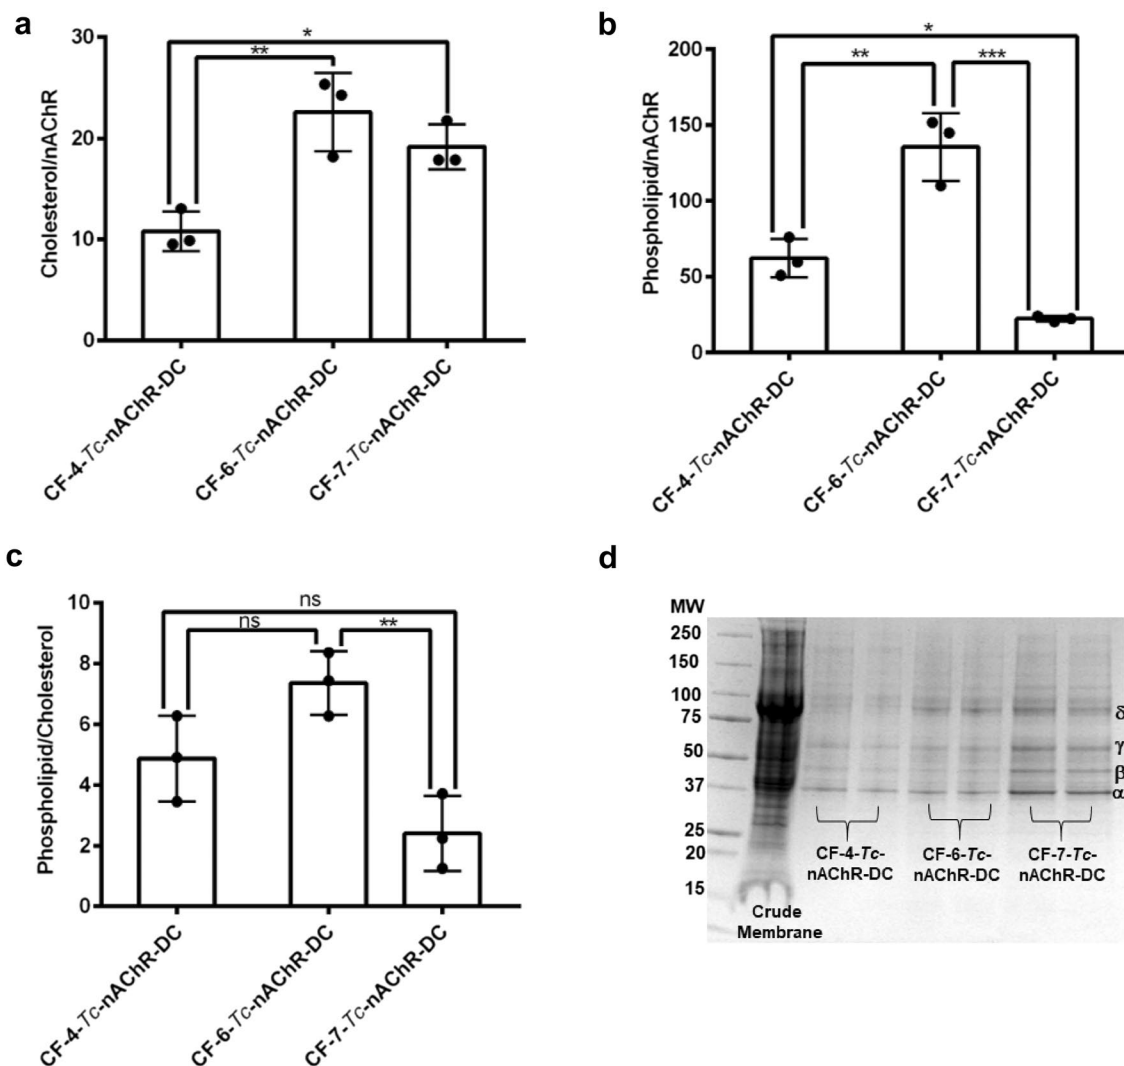 a
30
20
10
0
Cholesterol/nAChR
*
**
CF-4-Tc-nAChR-DC
CF-6-Tc-nAChR-DC
CF-7-Tc-nAChR-DC
b
200
150
100
50
0
Phospholipid/nAChR
*
**
***
CF-4-Tc-nAChR-DC
CF-6-Tc-nAChR-DC
CF-7-Tc-nAChR-DC
c
10
8
6
4
2
0
Phospholipid/Cholesterol
ns
ns
**
CF-4-Tc-nAChR-DC
CF-6-Tc-nAChR-DC
CF-7-Tc-nAChR-DC
d
MW
250
150
100
75
50
37
25
20
15
δ
γ
β
α
CF-4-Tc-
nAChR-DC
CF-6-Tc-
nAChR-DC
CF-7-Tc-
nAChR-DC
Crude
Membrane